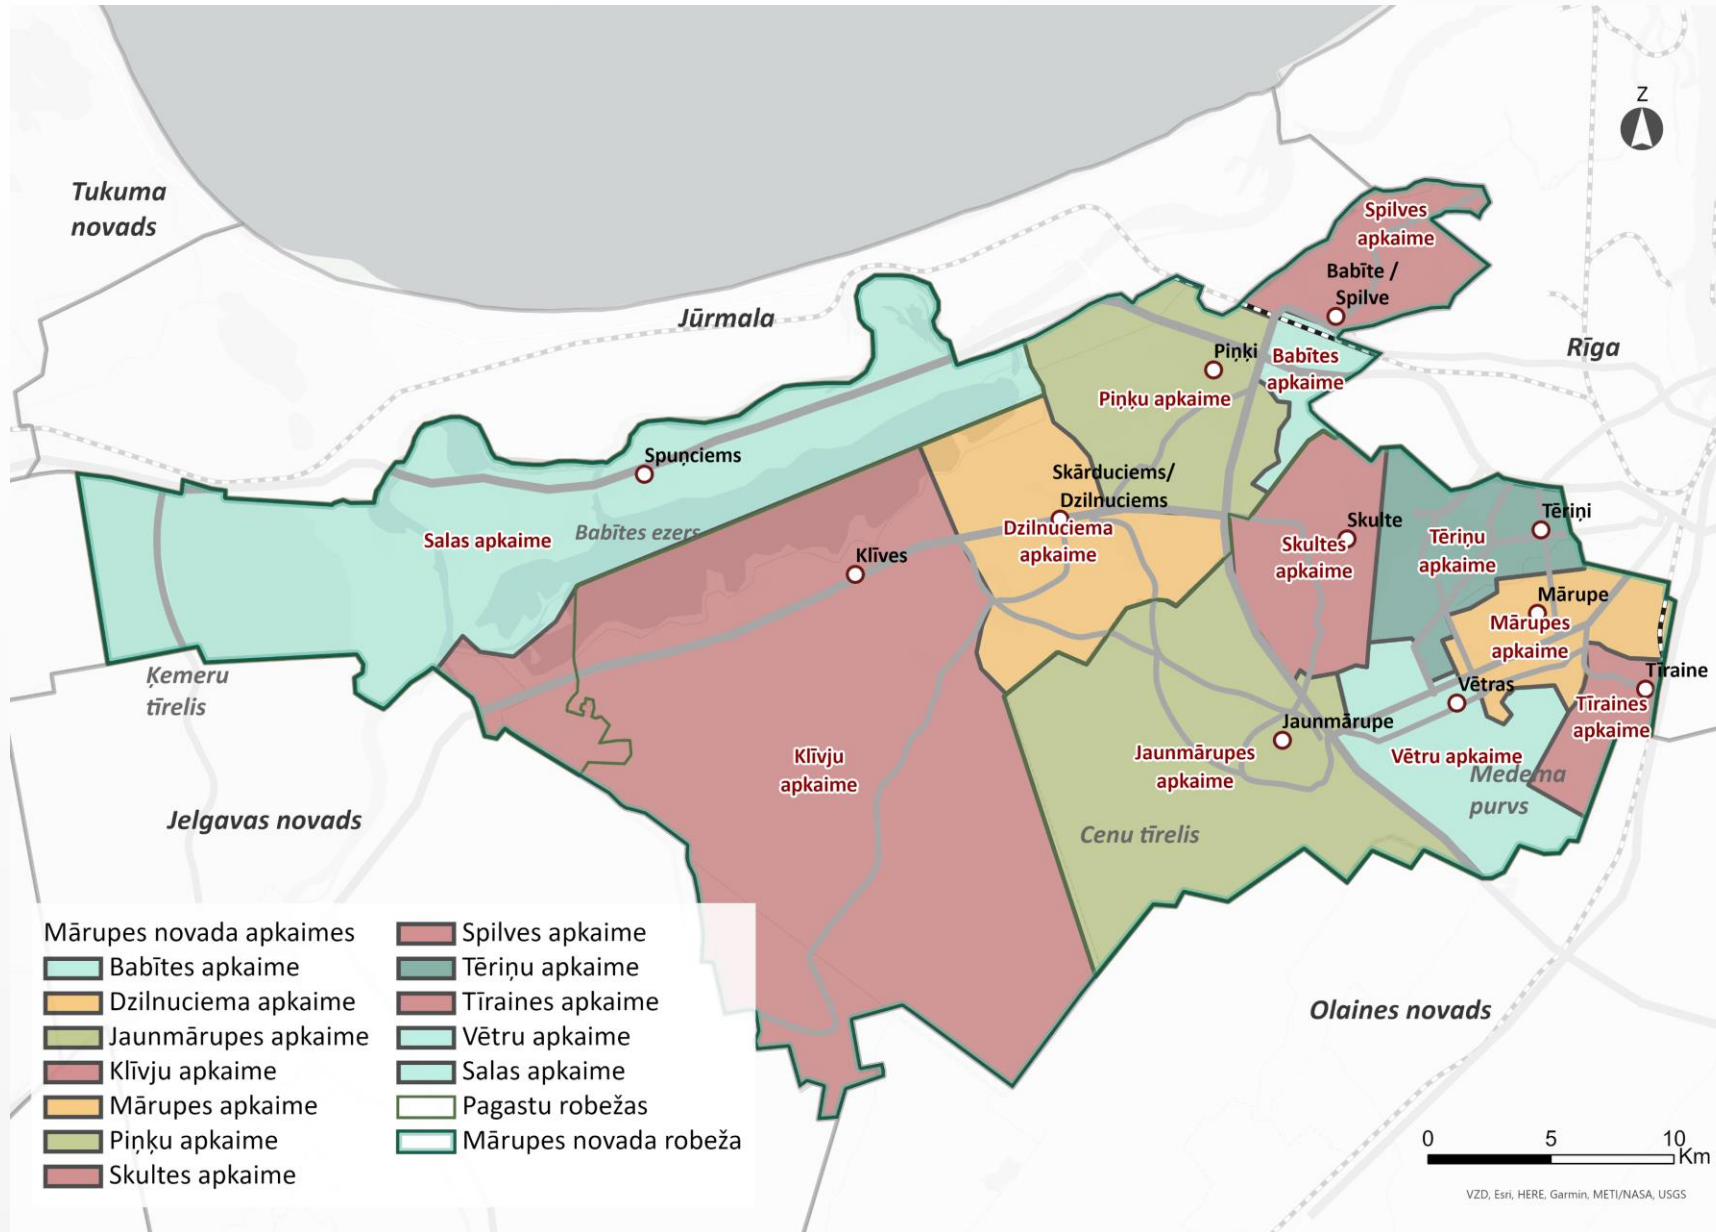 Z
Tukuma
novads
Spilves
apkaime
Babīte /
Spilve
Jūrmala
Rīga
Piņķi
Babītes
apkaime
Piņķu apkaime
Spuņciems
Skārduciems/
Dzilnuciems
Dzilnuciema
apkaime
Salas apkaime
Babītes ezers
Klīves
Skulte
Skultes
apkaime
Tēriņi
Tēriņu
apkaime
Mārupe
Mārupes
apkaime
Ķemeru
tīrelis
Vētras
Tīraine
Tīraines
apkaime
Jaunmārupe
Jaunmārupes
apkaime
Klīvju
apkaime
Vētru apkaime
Medema
purvs
Jelgavas novads
Cenu tīrelis
Olaines novads
Mārupes novada apkaimes
Babītes apkaime
Dzilnuciema apkaime
Jaunmārupes apkaime
Klīvju apkaime
Mārupes apkaime
Piņķu apkaime
Skultes apkaime
Spilves apkaime
Tēriņu apkaime
Tīraines apkaime
Vētru apkaime
Salas apkaime
Pagastu robežas
Mārupes novada robeža
0 5 10
Km
VZD, Esri, HERE, Garmin, METI/NASA, USGS